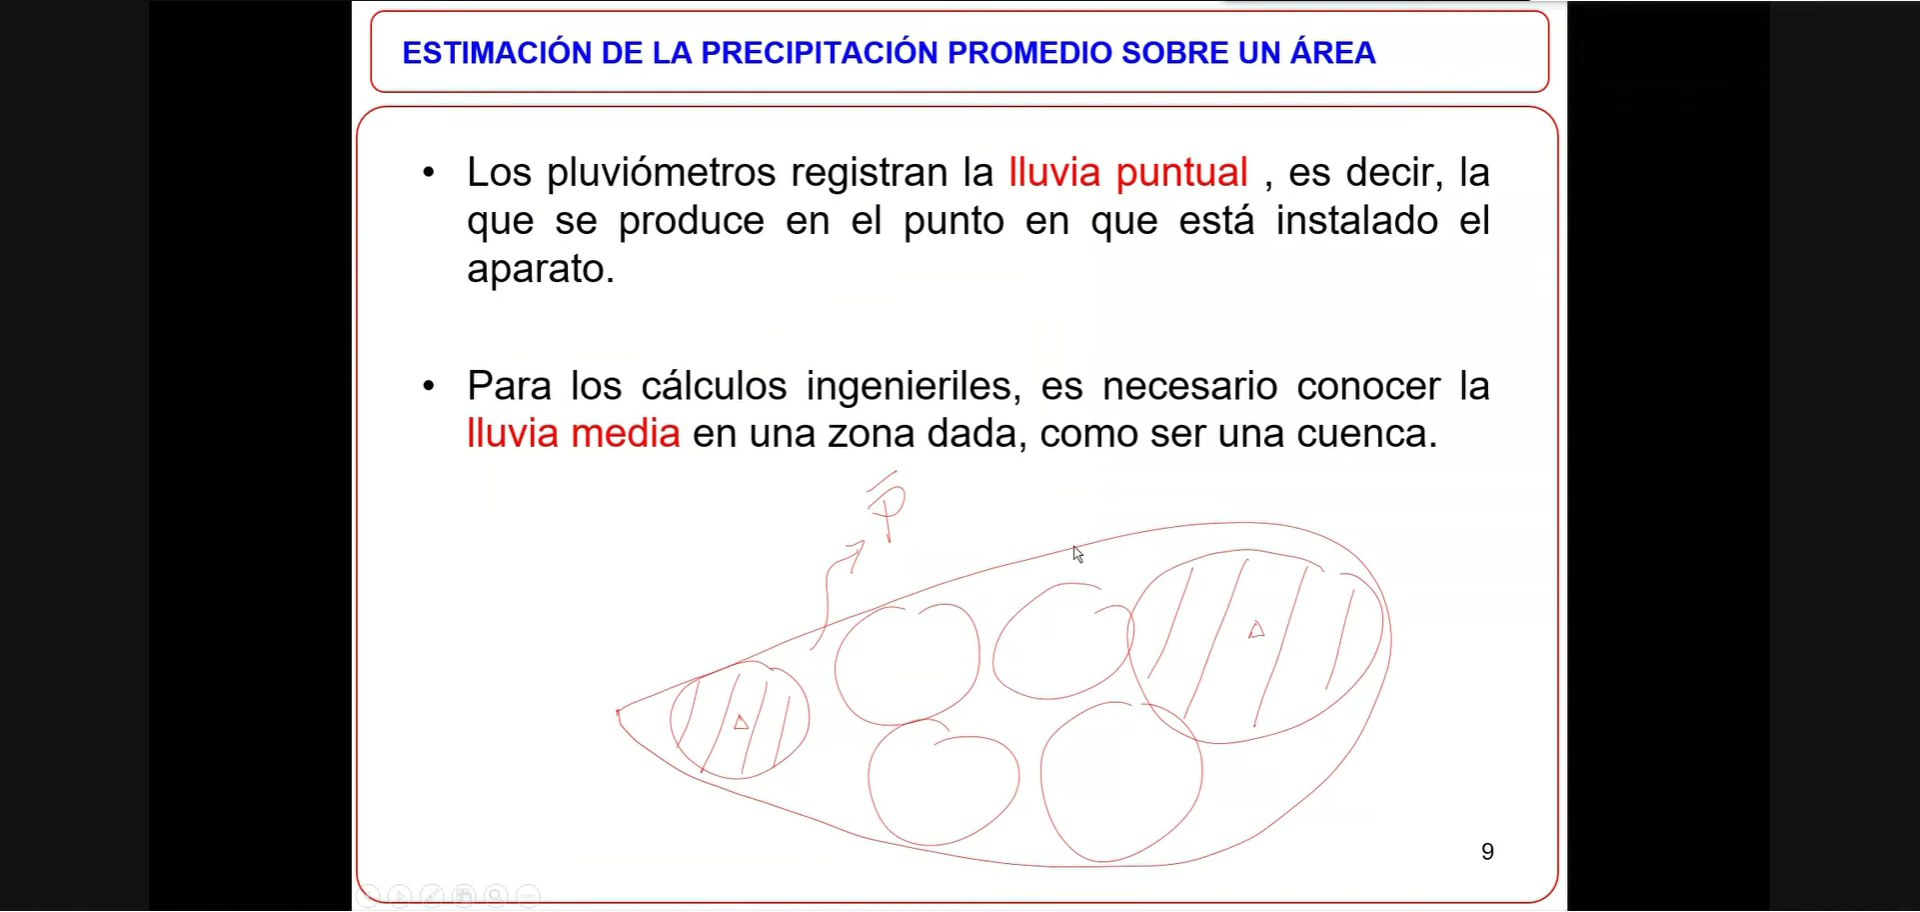 ESTIMACIÓN DE LA PRECIPITACIÓN PROMEDIO SOBRE UN ÁREA
• Los pluviómetros registran la lluvia puntual , es decir, la
que se produce en el punto en que está instalado el
aparato.
• Para los cálculos ingenieriles, es necesario conocer la
lluvia media en una zona dada, como ser una cuenca.
P̅
9